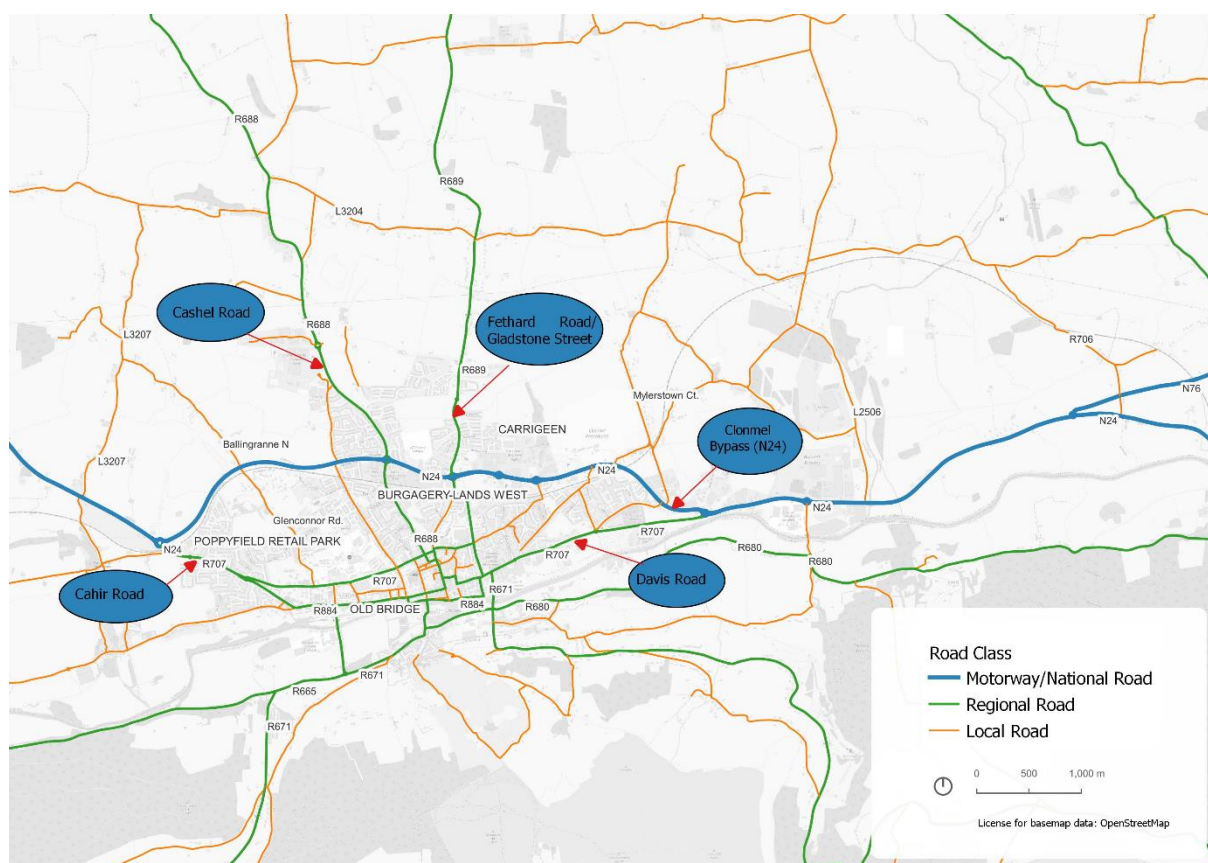 R688
R689
L3204
Cashel Road
Fethard Road/
Gladstone Street
R688
L3207
R706
R689
Mylerstown Ct.
N76
L2506
N24
CARRIGEEN
Clonmel
Bypass (N24)
Ballingranne N
L3207
N24
N24
BURGAGERY-LANDS WEST
N24
Glenconnor Rd.
POPPYFIELD RETAIL PARK
R688
R707
N24
R680
R680
R707
R707
Cahir Road
Davis Road
R671
R884
OLD BRIDGE
R884
R680
R671
R665
R671
Road Class
Motorway/National Road
Regional Road
Local Road
0 500 1,000 m
License for basemap data: OpenStreetMap